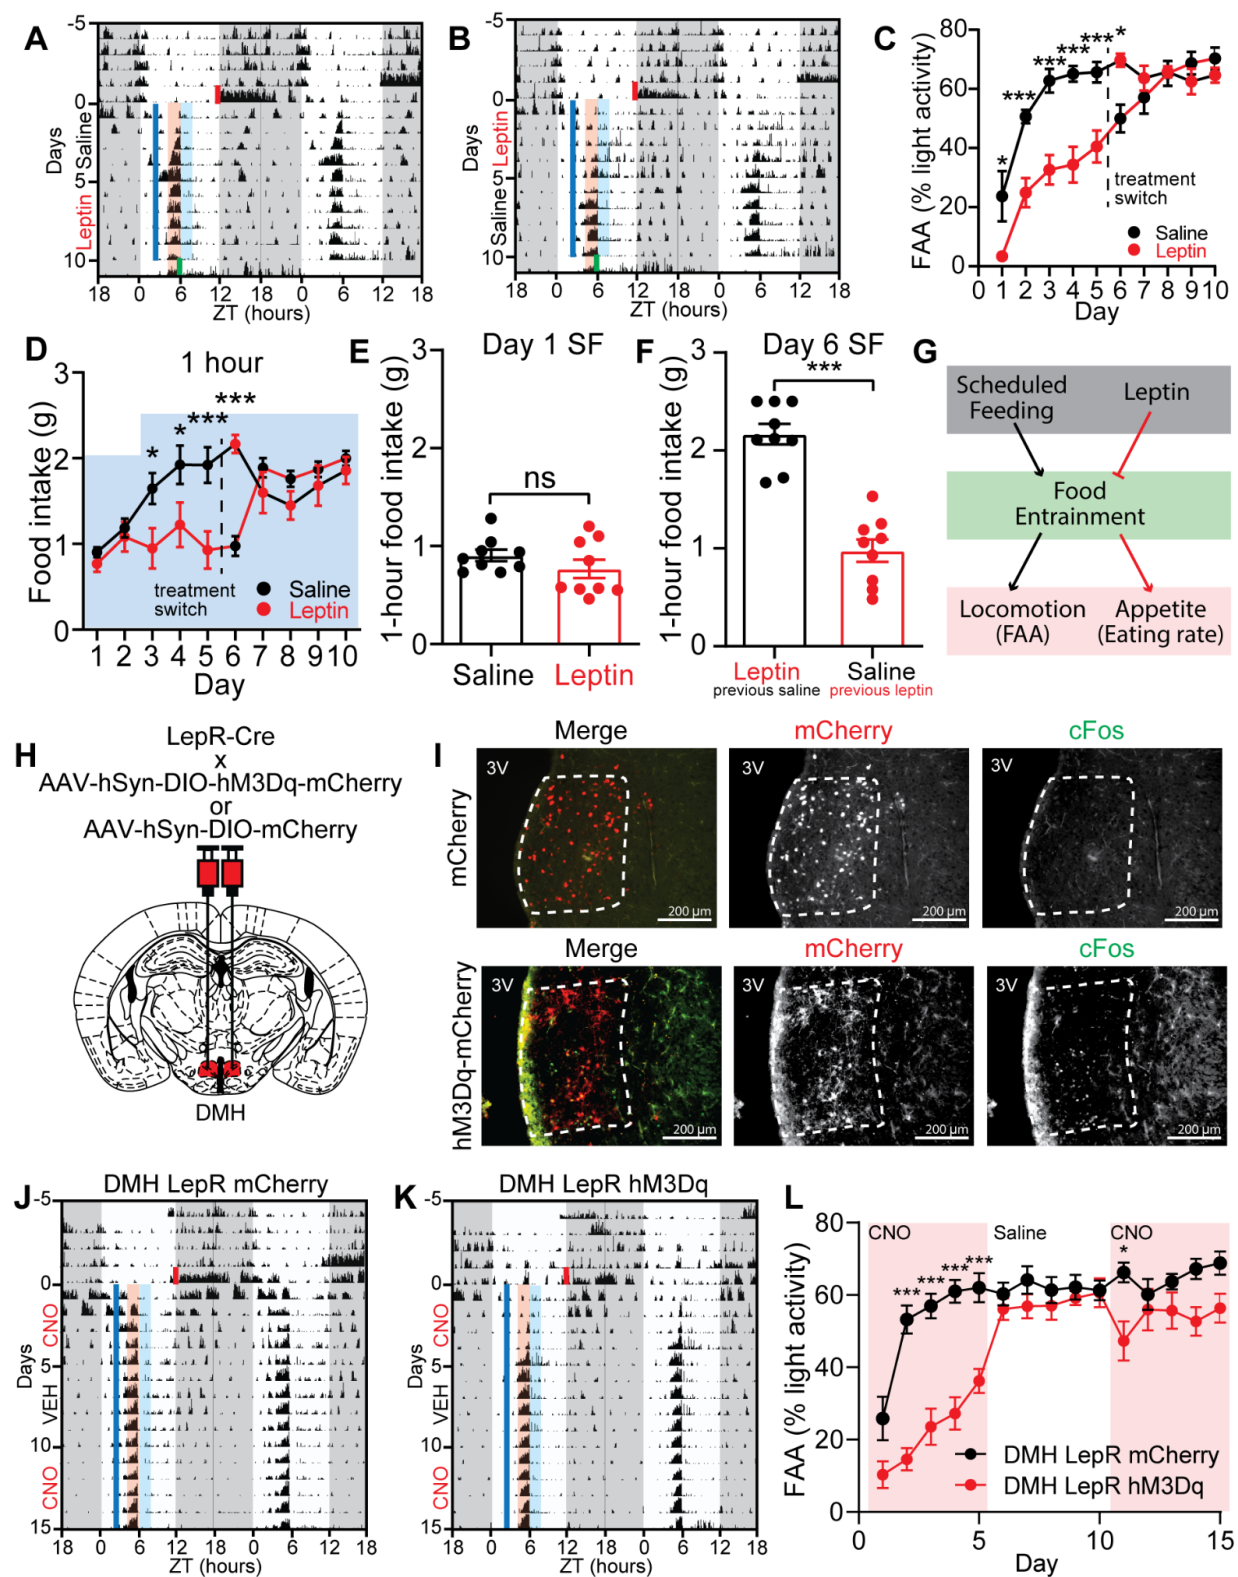 A
-5
0
5
10
Days
Saline
Leptin
18 0 6 12 18 0 6 12 18
ZT (hours)
B
-5
0
5
10
Days
Leptin
Saline
18 0 6 12 18 0 6 12 18
ZT (hours)
C
80
60
40
20
0
FAA (% light activity)
* *** *** *** *** *
treatment
switch
Saline
Leptin
0 1 2 3 4 5 6 7 8 9 10
Day
D
1 hour
3
2
1
0
Food intake (g)
* * *** ***
treatment
switch
Saline
Leptin
1 2 3 4 5 6 7 8 9 10
Day
E
Day 1 SF
3
2
1
0
1-hour food intake (g)
ns
Saline Leptin
F
Day 6 SF
3
2
1
0
1-hour food intake (g)
***
Leptin Saline
previous saline previous leptin
G
Scheduled
Feeding
Leptin
Food
Entrainment
Locomotion
(FAA)
Appetite
(Eating rate)
H
LepR-Cre
x
AAV-hSyn-DIO-hM3Dq-mCherry
or
AAV-hSyn-DIO-mCherry
DMH
I
Merge mCherry cFos
mCherry
3V 3V 3V
200 µm 200 µm 200 µm
Merge mCherry cFos
hM3Dq-mCherry
3V 3V 3V
200 µm 200 µm 200 µm
J
DMH LepR mCherry
-5
0
5
10
15
Days
CNO
VEH
CNO
18 0 6 12 18 0 6 12 18
ZT (hours)
K
DMH LepR hM3Dq
-5
0
5
10
15
Days
CNO
VEH
CNO
18 0 6 12 18 0 6 12 18
ZT (hours)
L
80
60
40
20
0
FAA (% light activity)
CNO Saline CNO
*** *** *** *** *
DMH LepR mCherry
DMH LepR hM3Dq
0 5 10 15
Day